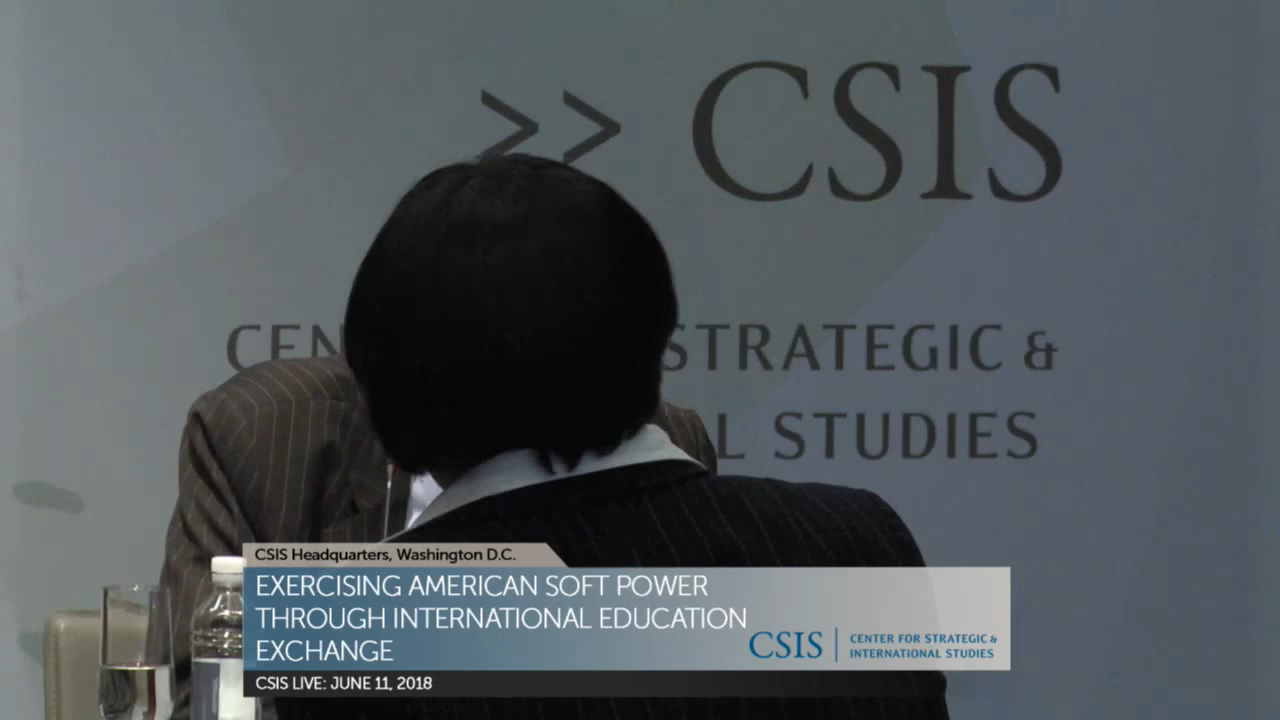 >> CSIS
CEN STRATEGIC &
L STUDIES
CSIS Headquarters, Washington D.C.
EXERCISING AMERICAN SOFT POWER
THROUGH INTERNATIONAL EDUCATION
EXCHANGE
CSIS
CENTER FOR STRATEGIC &
INTERNATIONAL STUDIES
CSIS LIVE: JUNE 11, 2018